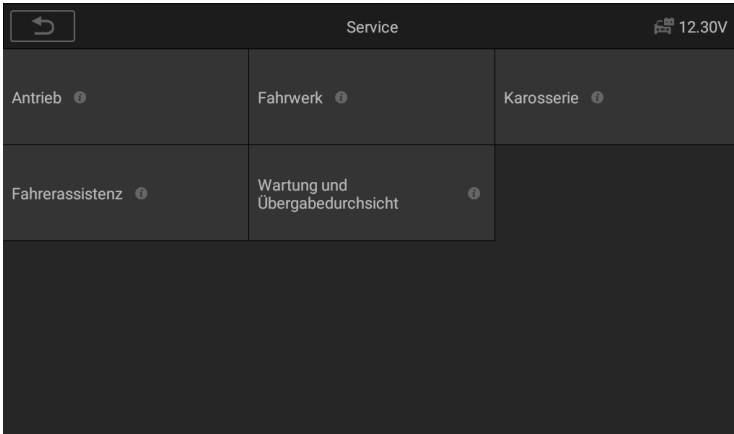 Service
12.30V
Antrieb
Fahrwerk
Karosserie
Fahrerassistenz
Wartung und
Übergabedurchsicht